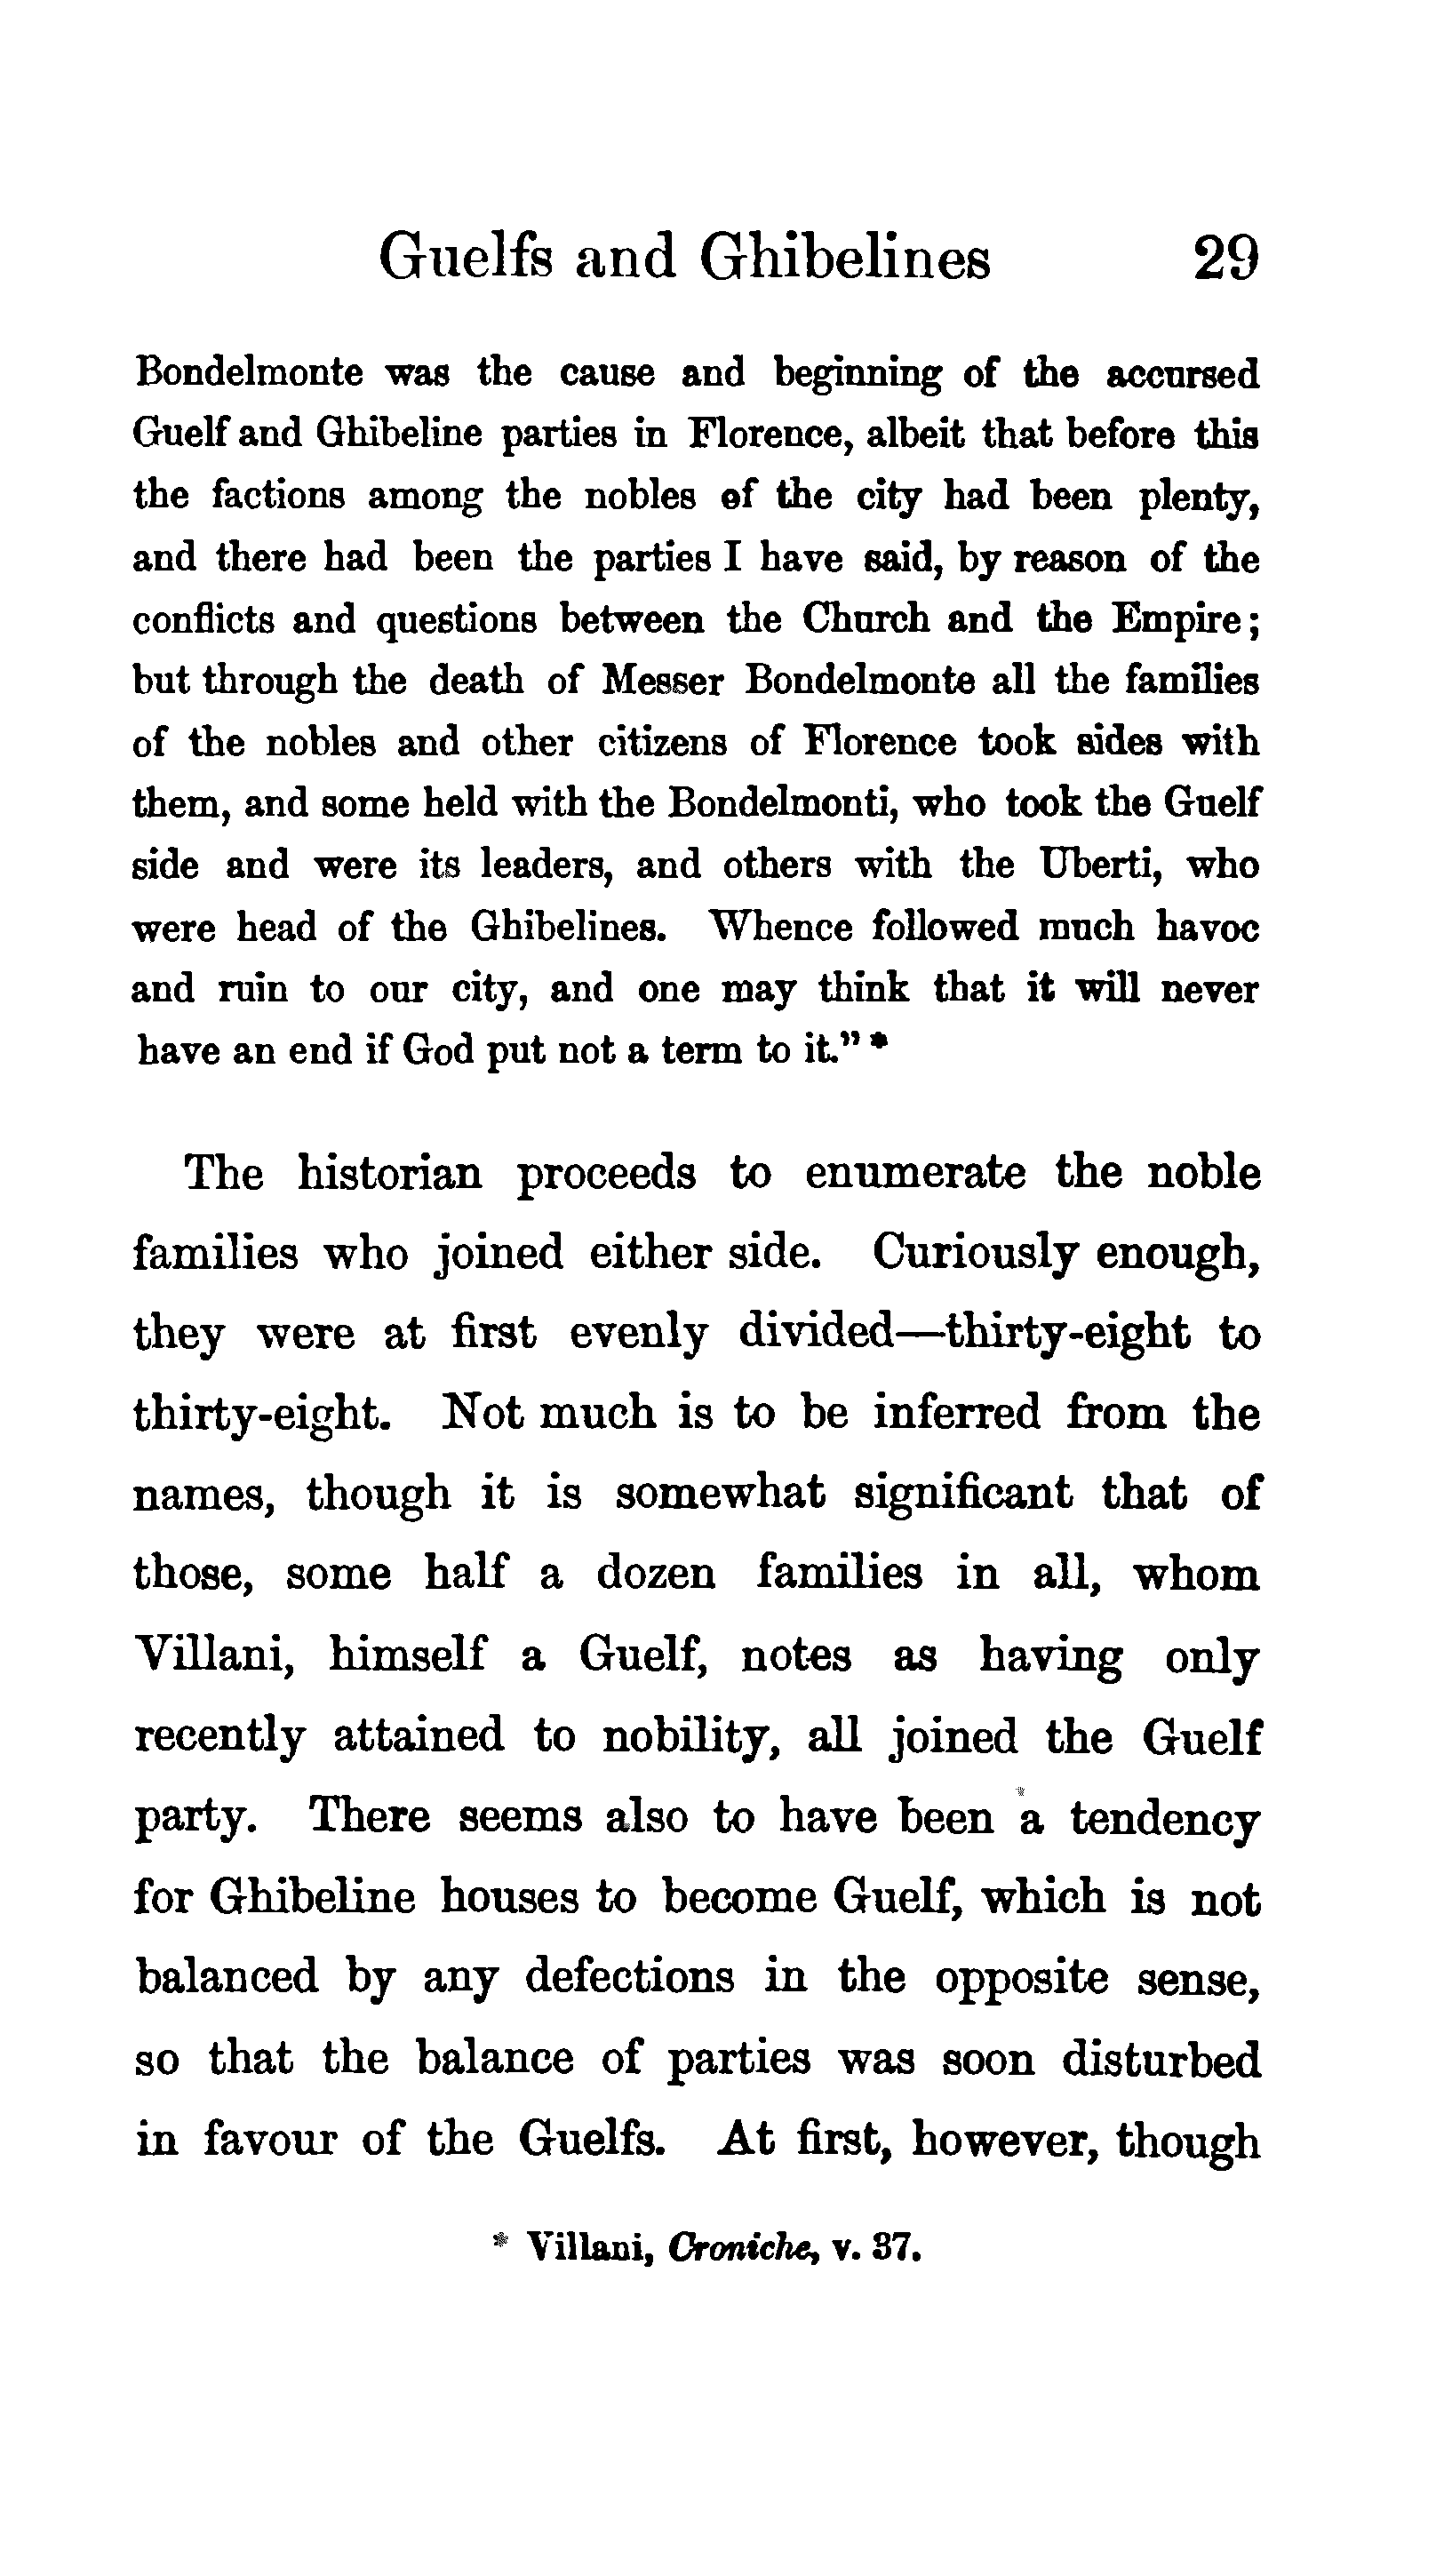 Guelfs and Ghibelines 29
Bondelmonte was the cause and beginning of the accursed
Guelf and Ghibeline parties in Florence, albeit that before this
the factions among the nobles of the city had been plenty,
and there had been the parties I have said, by reason of the
conflicts and questions between the Church and the Empire;
but through the death of Messer Bondelmonte all the families
of the nobles and other citizens of Florence took sides with
them, and some held with the Bondelmonti, who took the Guelf
side and were its leaders, and others with the Uberti, who
were head of the Ghibelines. Whence followed much havoc
and ruin to our city, and one may think that it will never
have an end if God put not a term to it.” *
The historian proceeds to enumerate the noble
families who joined either side. Curiously enough,
they were at first evenly divided—thirty-eight to
thirty-eight. Not much is to be inferred from the
names, though it is somewhat significant that of
those, some half a dozen families in all, whom
Villani, himself a Guelf, notes as having only
recently attained to nobility, all joined the Guelf
party. There seems also to have been a tendency
for Ghibeline houses to become Guelf, which is not
balanced by any defections in the opposite sense,
so that the balance of parties was soon disturbed
in favour of the Guelfs. At first, however, though
* Villani, Croniche, v. 37.